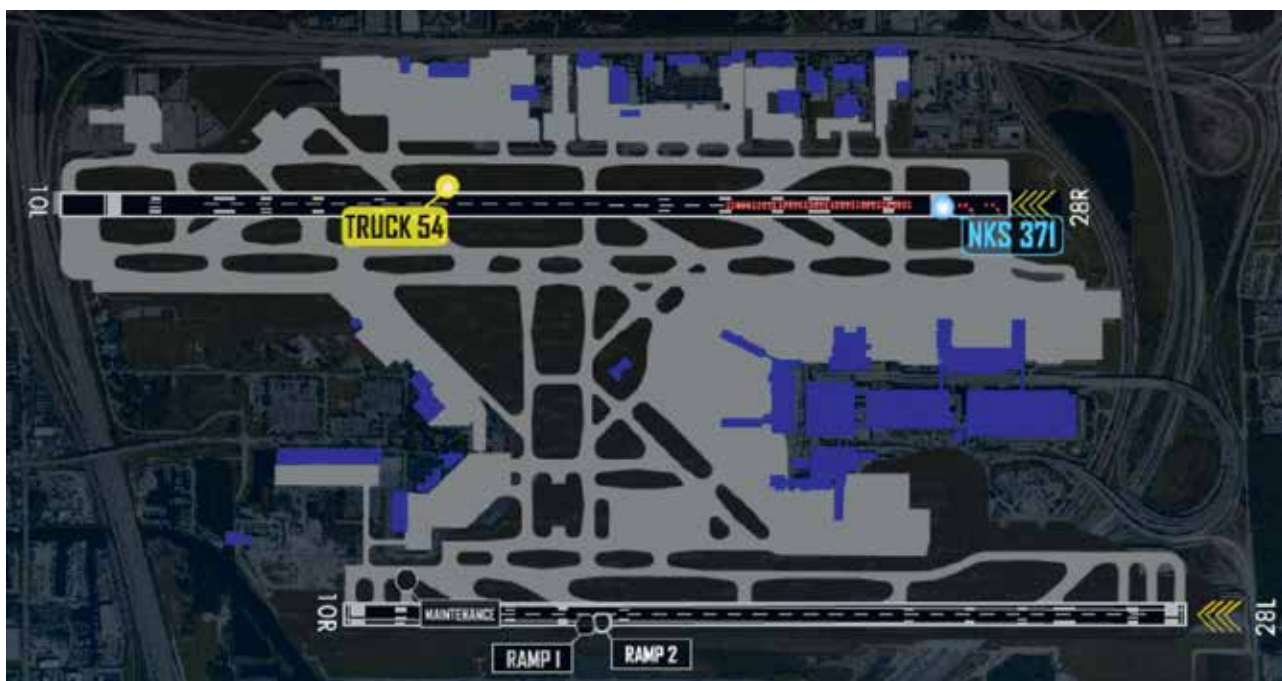 10L
TRUCK 54
NKS 371
28R
10R
MAINTENANCE
RAMP 1
RAMP 2
28L